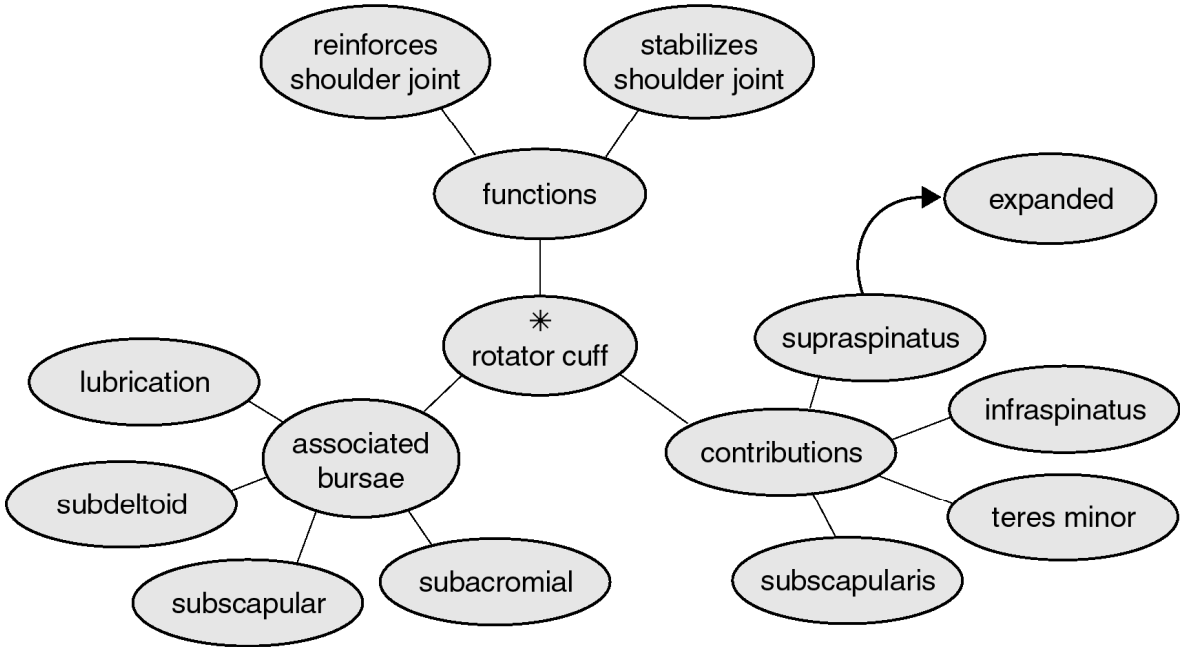 reinforces
shoulder joint
stabilizes
shoulder joint
functions
expanded
*
rotator cuff
supraspinatus
lubrication
infraspinatus
associated
bursae
contributions
subdeltoid
teres minor
subscapular
subacromial
subscapularis